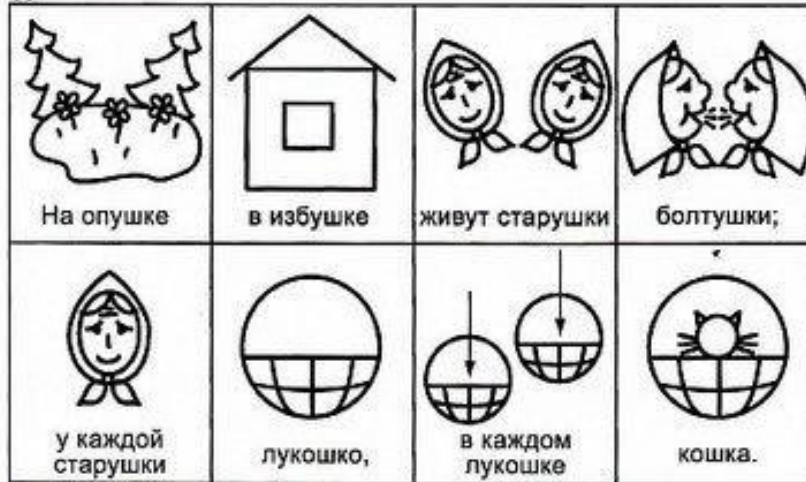 На опушке
в избушке
живут старушки
болтушки;
у каждой
старушки
лукошко,
в каждом
лукошке
кошка.